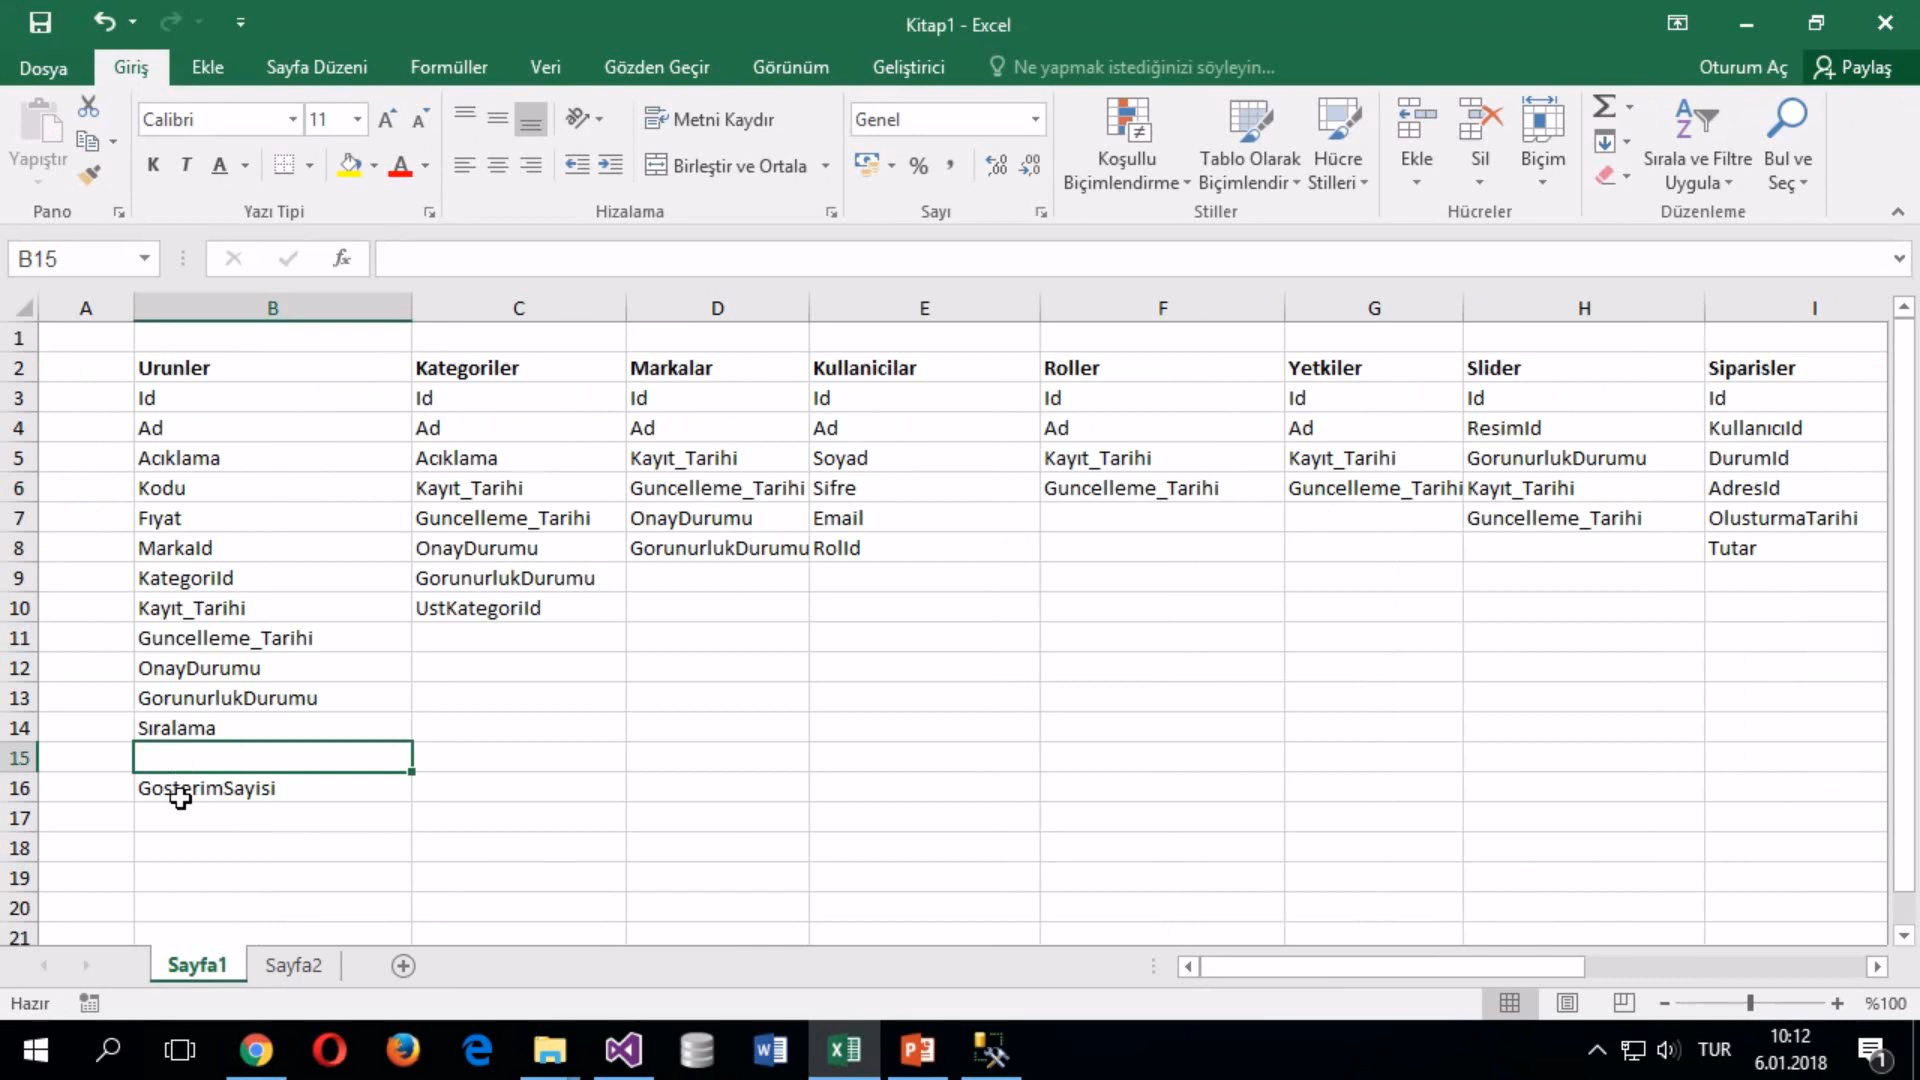 Kitap1 - Excel
Dosya Giriş Ekle Sayfa Düzeni Formüller Veri Gözden Geçir Görünüm Geliştirici Ne yapmak istediğinizi söyleyin... Oturum Aç Paylaş
Yapıştır
Calibri 11
K T A A
Metni Kaydır
Birleştir ve Ortala
Genel
%
Koşullu Biçimlendirme
Tablo Olarak Biçimlendir
Hücre Stilleri
Ekle Sil Biçim
Sırala ve Filtre Uygula
Bul ve Seç
Pano Yazı Tipi Hizalama Sayı Stiller Hücreler Düzenleme
B15 fx
A B C D E F G H I
1
2 Urunler Kategoriler Markalar Kullanicilar Roller Yetkiler Slider Siparisler
3 Id Id Id Id Id Id Id Id
4 Ad Ad Ad Ad Ad Ad ResimId KullanıcıId
5 Acıklama Acıklama Kayıt_Tarihi Soyad Kayıt_Tarihi Kayıt_Tarihi GorunurlukDurumu DurumId
6 Kodu Kayıt_Tarihi Guncelleme_Tarihi Sifre Guncelleme_Tarihi Guncelleme_Tarihi Kayıt_Tarihi AdresId
7 Fıyat Guncelleme_Tarihi OnayDurumu Email Guncelleme_Tarihi OlusturmaTarihi
8 MarkaId OnayDurumu GorunurlukDurumu RolId Tutar
9 KategoriId GorunurlukDurumu
10 Kayıt_Tarihi UstKategoriId
11 Guncelleme_Tarihi
12 OnayDurumu
13 GorunurlukDurumu
14 Sıralama
15
16 GosterimSayisi
17
18
19
20
21
Sayfa1 Sayfa2
Hazır %100
TUR 10:12
6.01.2018 1